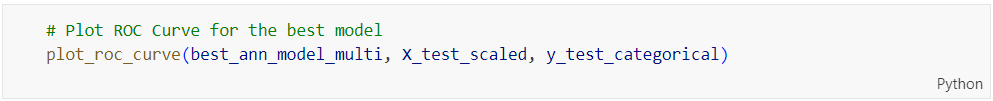 # Plot ROC Curve for the best model
plot_roc_curve(best_ann_model_multi, X_test_scaled, y_test_categorical)
Python